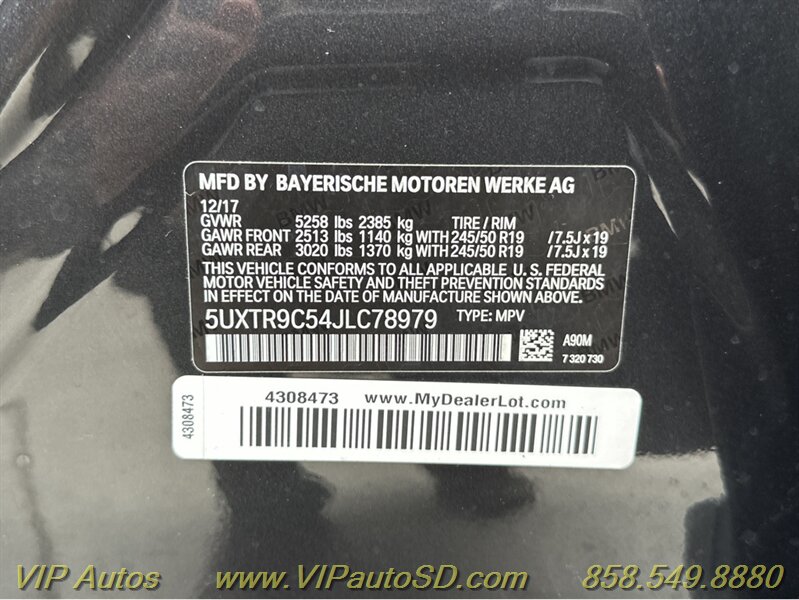 MFD BY BAYERISCHE MOTOREN WERKE AG
12/17
GVWR 5258 lbs 2385 kg TIRE / RIM
GAWR FRONT 2513 lbs 1140 kg WITH 245/50 R19 /7.5J x 19
GAWR REAR 3020 lbs 1370 kg WITH 245/50 R19 /7.5J x 19
THIS VEHICLE CONFORMS TO ALL APPLICABLE U. S. FEDERAL
MOTOR VEHICLE SAFETY AND THEFT PREVENTION STANDARDS
IN EFFECT ON THE DATE OF MANUFACTURE SHOWN ABOVE.
5UXTR9C54JLC78979 TYPE: MPV
A90M
7 320 730
4308473
4308473 www.MyDealerLot.com
VIP Autos www.VIPautoSD.com 858.549.8880